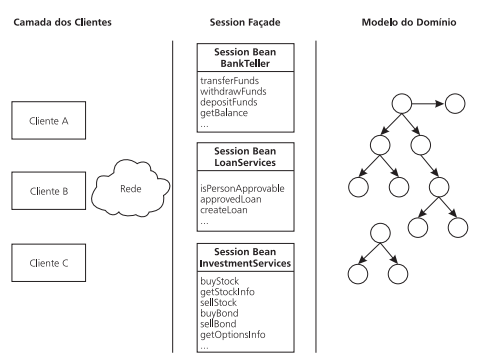 Camada dos Clientes
Session Façade
Modelo do Domínio
Session Bean
BankTeller
transferFunds
withdrawFunds
depositFunds
getBalance
...
Cliente A
Session Bean
LoanServices
isPersonApprovable
approvedLoan
createLoan
...
Cliente B
Rede
Session Bean
InvestmentServices
buyStock
getStockInfo
sellStock
buyBond
sellBond
getOptionsInfo
...
Cliente C